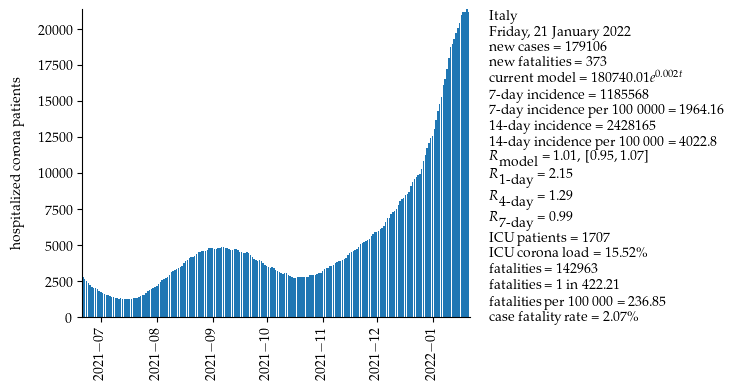 hospitalized corona patients
20000
17500
15000
12500
10000
7500
5000
2500
0
2021−07
2021−08
2021−09
2021−10
2021−11
2021−12
2022−01
Italy
Friday, 21 January 2022
new cases = 179106
new fatalities = 373
current model = 180740.01e^0.002t
7-day incidence = 1185568
7-day incidence per 100 0000 = 1964.16
14-day incidence = 2428165
14-day incidence per 100 000 = 4022.8
R_model = 1.01, [0.95, 1.07]
R_1-day = 2.15
R_4-day = 1.29
R_7-day = 0.99
ICU patients = 1707
ICU corona load = 15.52%
fatalities = 142963
fatalities = 1 in 422.21
fatalities per 100 000 = 236.85
case fatality rate = 2.07%